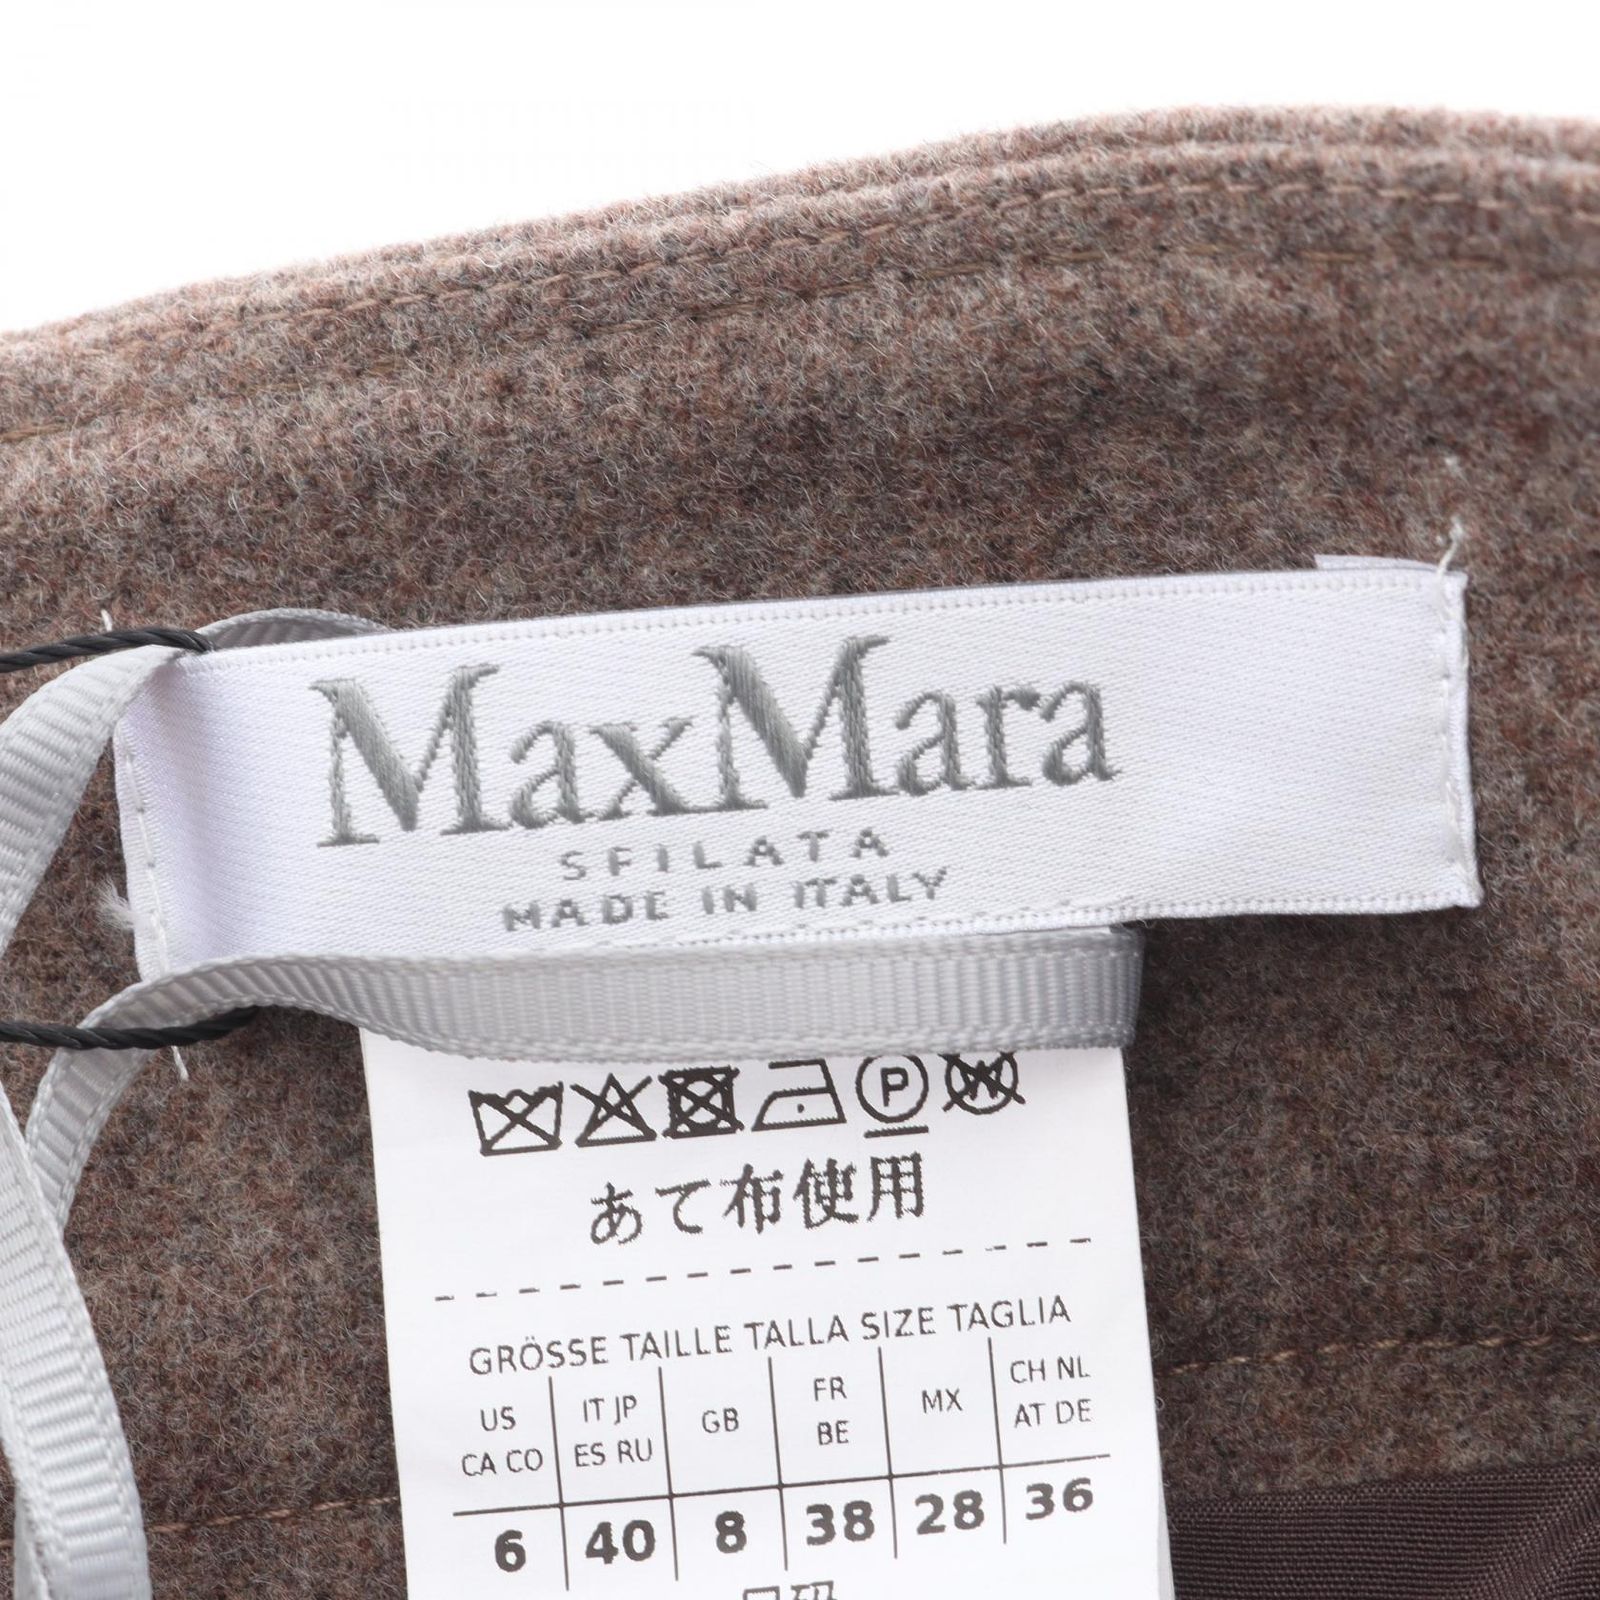 MaxMara
SFILATA
MADE IN ITALY
P
W
あて布使用
GRÖSSE TAILLE TALLA SIZE TAGLIA
US CA CO | IT JP ES RU | GB | FR BE | MX | CH NL AT DE
6 | 40 | 8 | 38 | 28 | 36